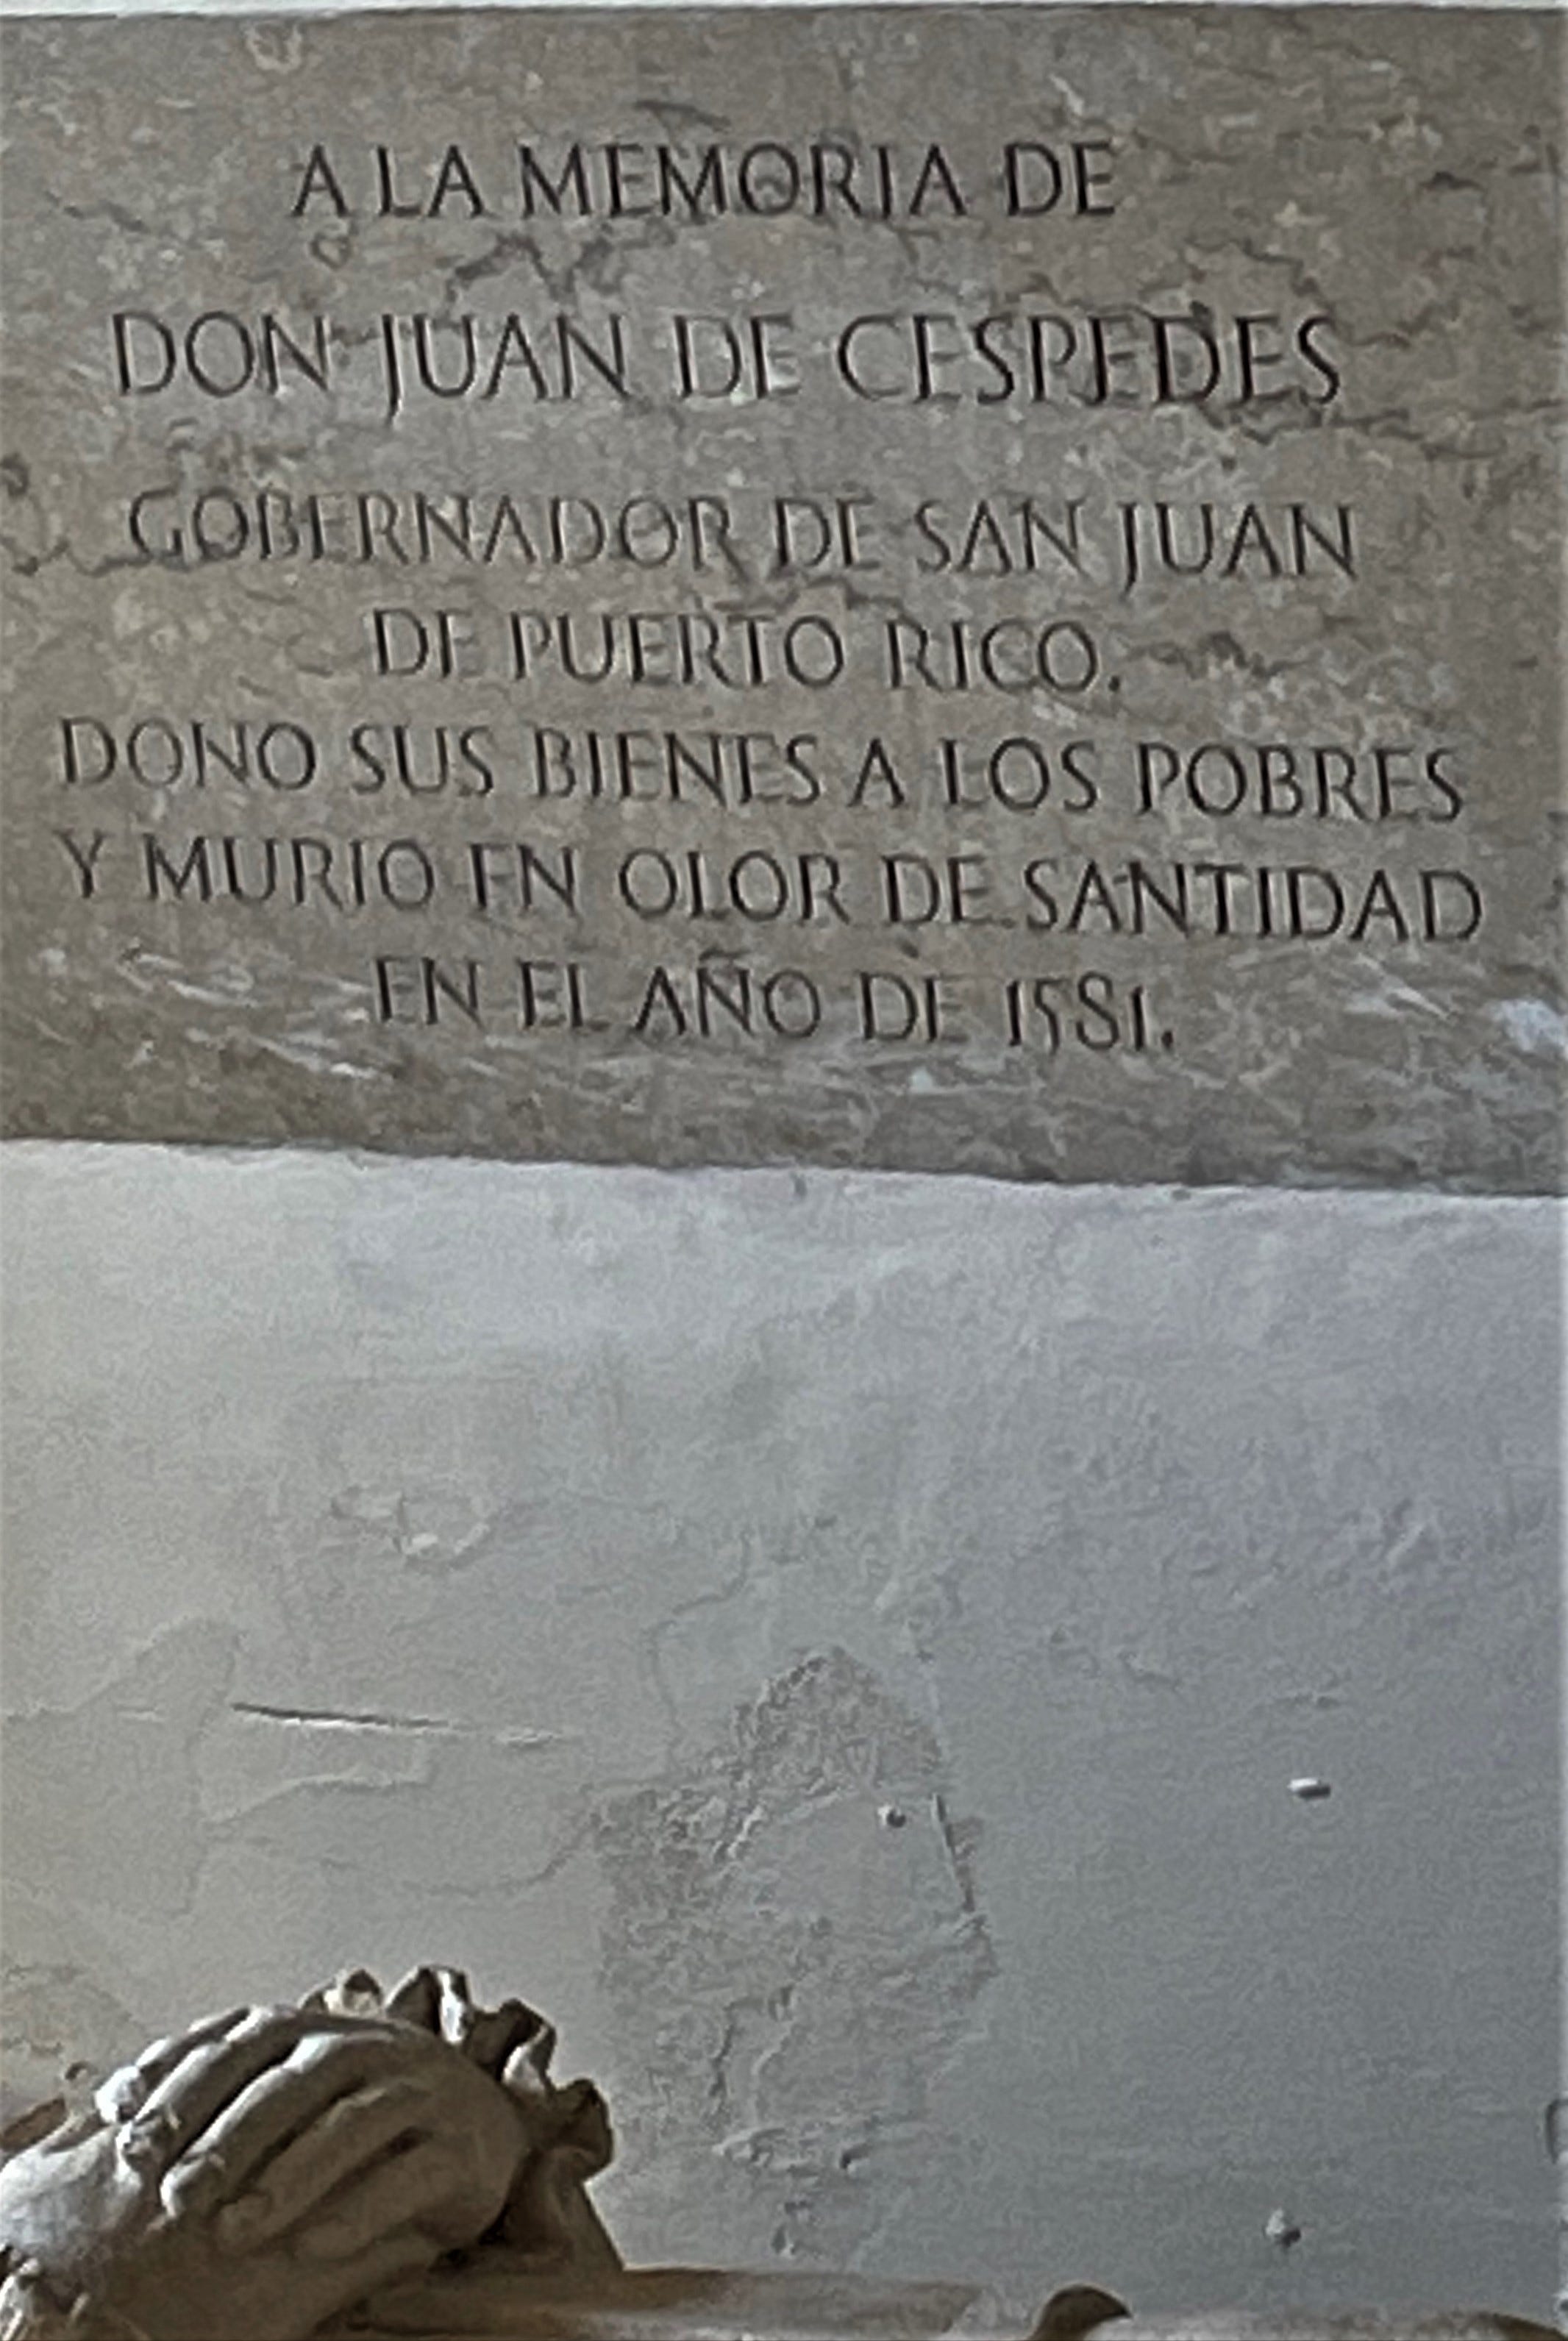 A LA MEMORIA DE
DON JUAN DE CESPEDES
GOBERNADOR DE SAN JUAN
DE PUERTO RICO.
DONO SUS BIENES A LOS POBRES
Y MURIO EN OLOR DE SANTIDAD
EN EL AÑO DE 1581.